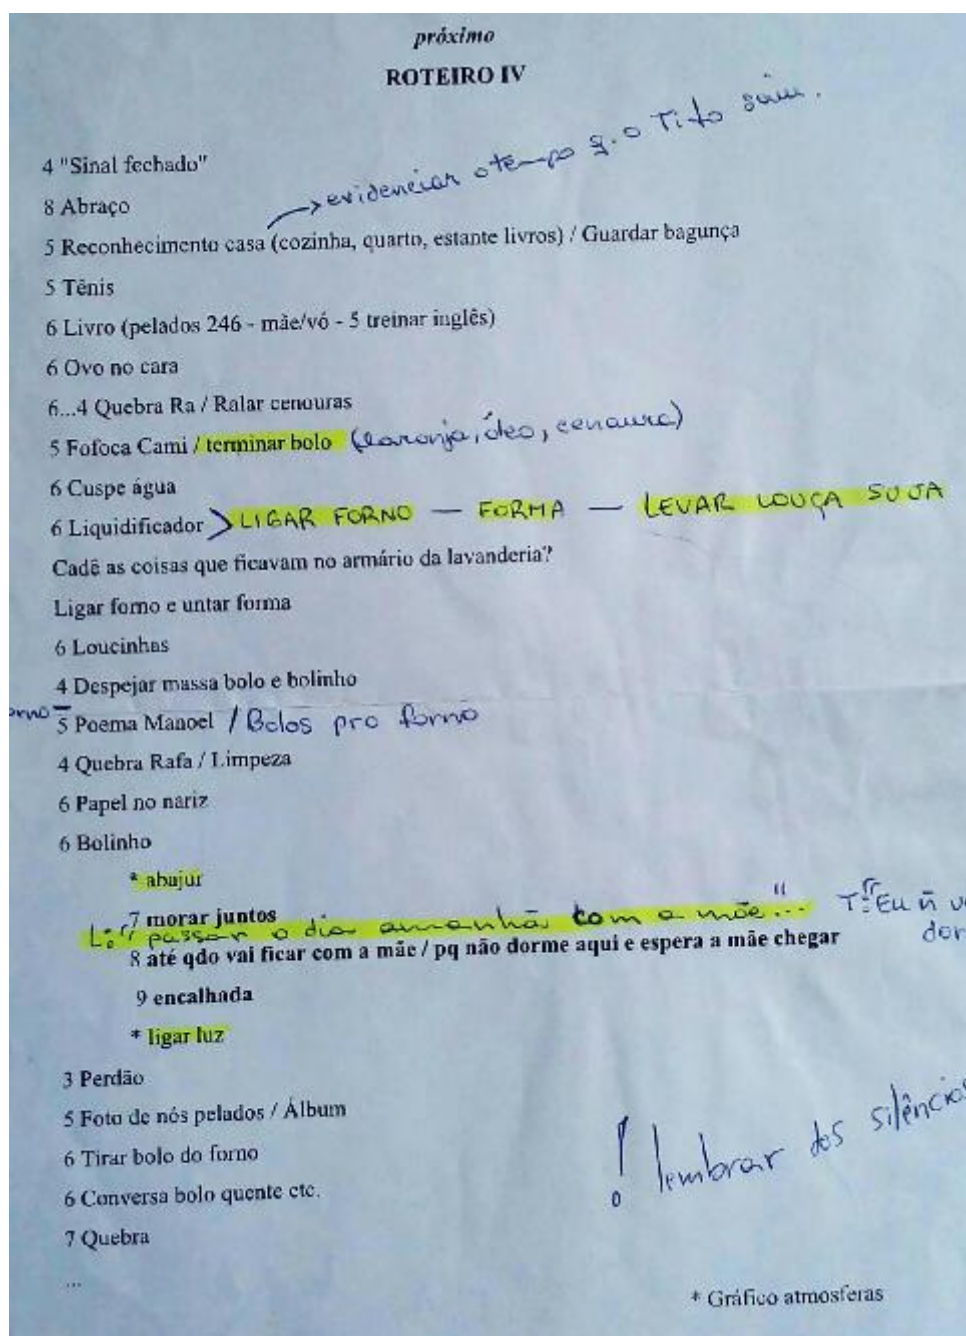 próximo
ROTEIRO IV
→ evidenciar o tempo q. o Tito saiu.
4 "Sinal fechado"
8 Abraço
5 Reconhecimento casa (cozinha, quarto, estante livros) / Guardar bagunça
5 Tênis
6 Livro (pelados 246 - mãe/vó - 5 treinar inglês)
6 Ovo no cara
6...4 Quebra Ra / Ralar cenouras
5 Fofoca Cami / terminar bolo (laranja, óleo, cenoura)
6 Cuspe água
6 Liquidificador > LIGAR FORNO — FORMA — LEVAR LOUÇA SUJA
Cadê as coisas que ficavam no armário da lavanderia?
Ligar forno e untar forma
6 Loucinhas
4 Despejar massa bolo e bolinho
5 Poema Manoel / Bolos pro forno
4 Quebra Rafa / Limpeza
6 Papel no nariz
6 Bolinho
* abajur
7 morar juntos
L: " passar o dia amanhã com a mãe..." T: "Eu ñ
8 até qdo vai ficar com a mãe / pq não dorme aqui e espera a mãe chegar
9 encalhada
* ligar luz
3 Perdão
5 Foto de nós pelados / Álbum
6 Tirar bolo do forno
! lembrar dos silêncios
6 Conversa bolo quente etc.
7 Quebra
...
* Gráfico atmosferas